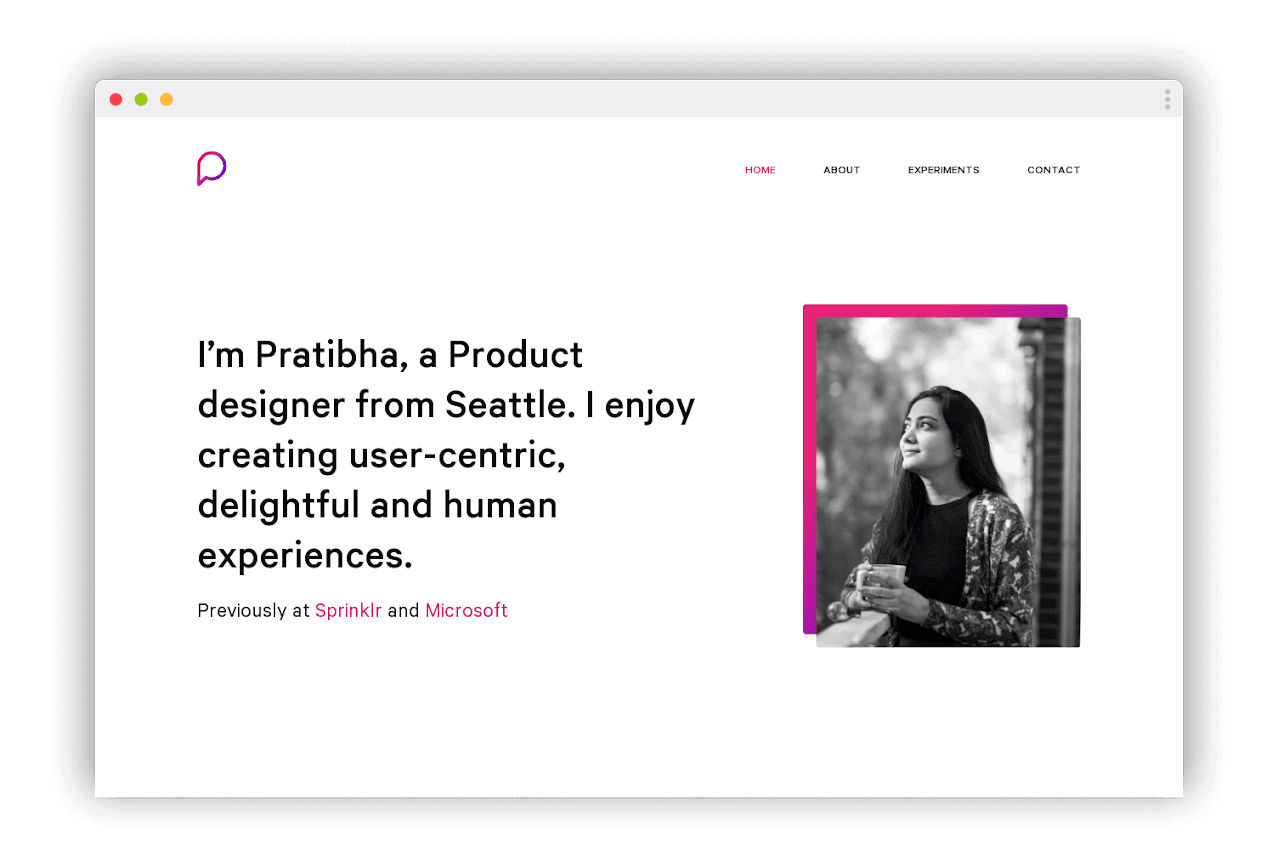 HOME ABOUT EXPERIMENTS CONTACT
I’m Pratibha, a Product
designer from Seattle. I enjoy
creating user-centric,
delightful and human
experiences.
Previously at Sprinklr and Microsoft